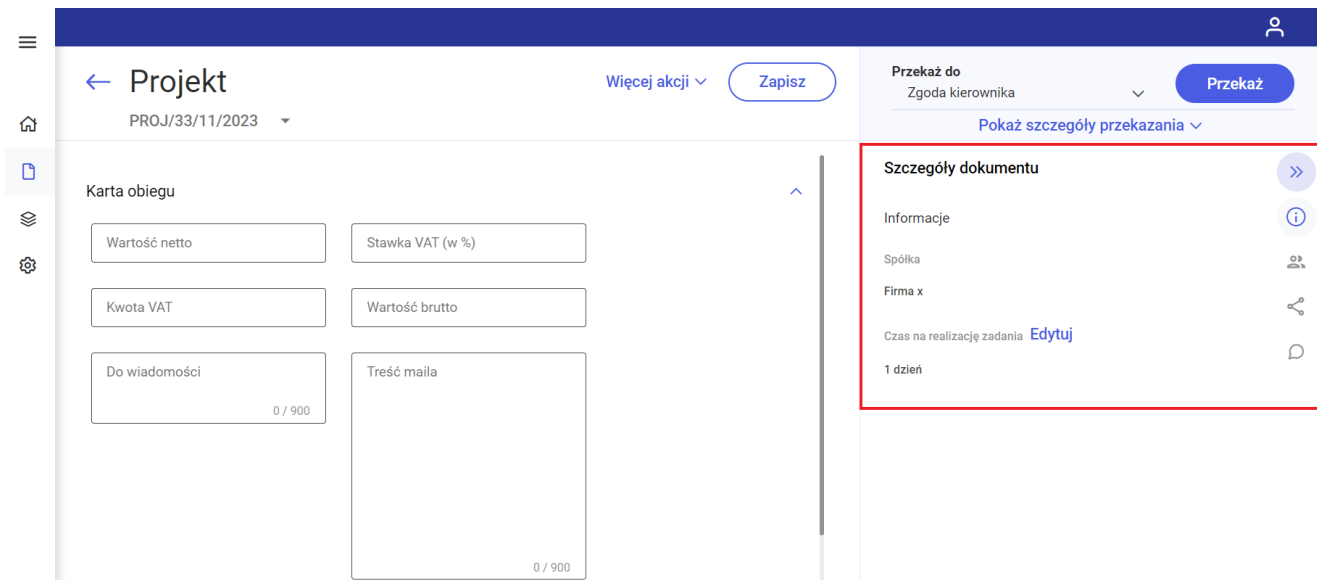 Projekt
Więcej akcji
Zapisz
PROJ/33/11/2023
Przekaż do
Zgoda kierownika
Przekaż
Pokaż szczegóły przekazania
Karta obiegu
Wartość netto
Stawka VAT (w %)
Kwota VAT
Wartość brutto
Do wiadomości
0 / 900
Treść maila
0 / 900
Szczegóły dokumentu
Informacje
Spółka
Firma x
Czas na realizację zadania Edytuj
1 dzień